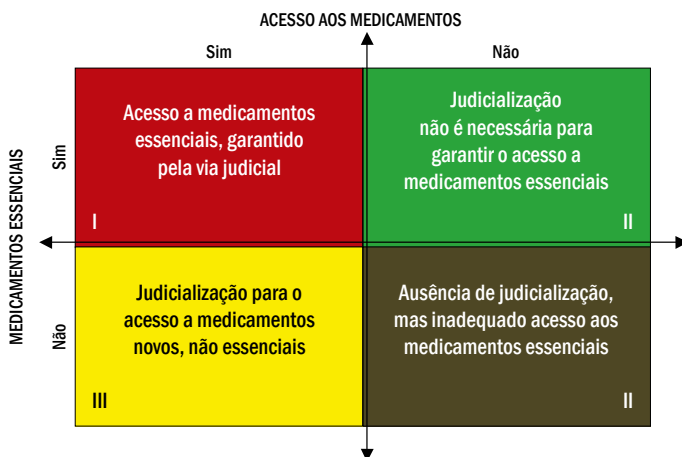 ACESSO AOS MEDICAMENTOS
Sim
Não
MEDICAMENTOS ESSENCIAIS
Sim
Acesso a medicamentos
essenciais, garantido
pela via judicial
I
Judicialização
não é necessária para
garantir o acesso a
medicamentos essenciais
II
Não
Judicialização para o
acesso a medicamentos
novos, não essenciais
III
Ausência de judicialização,
mas inadequado acesso aos
medicamentos essenciais
II